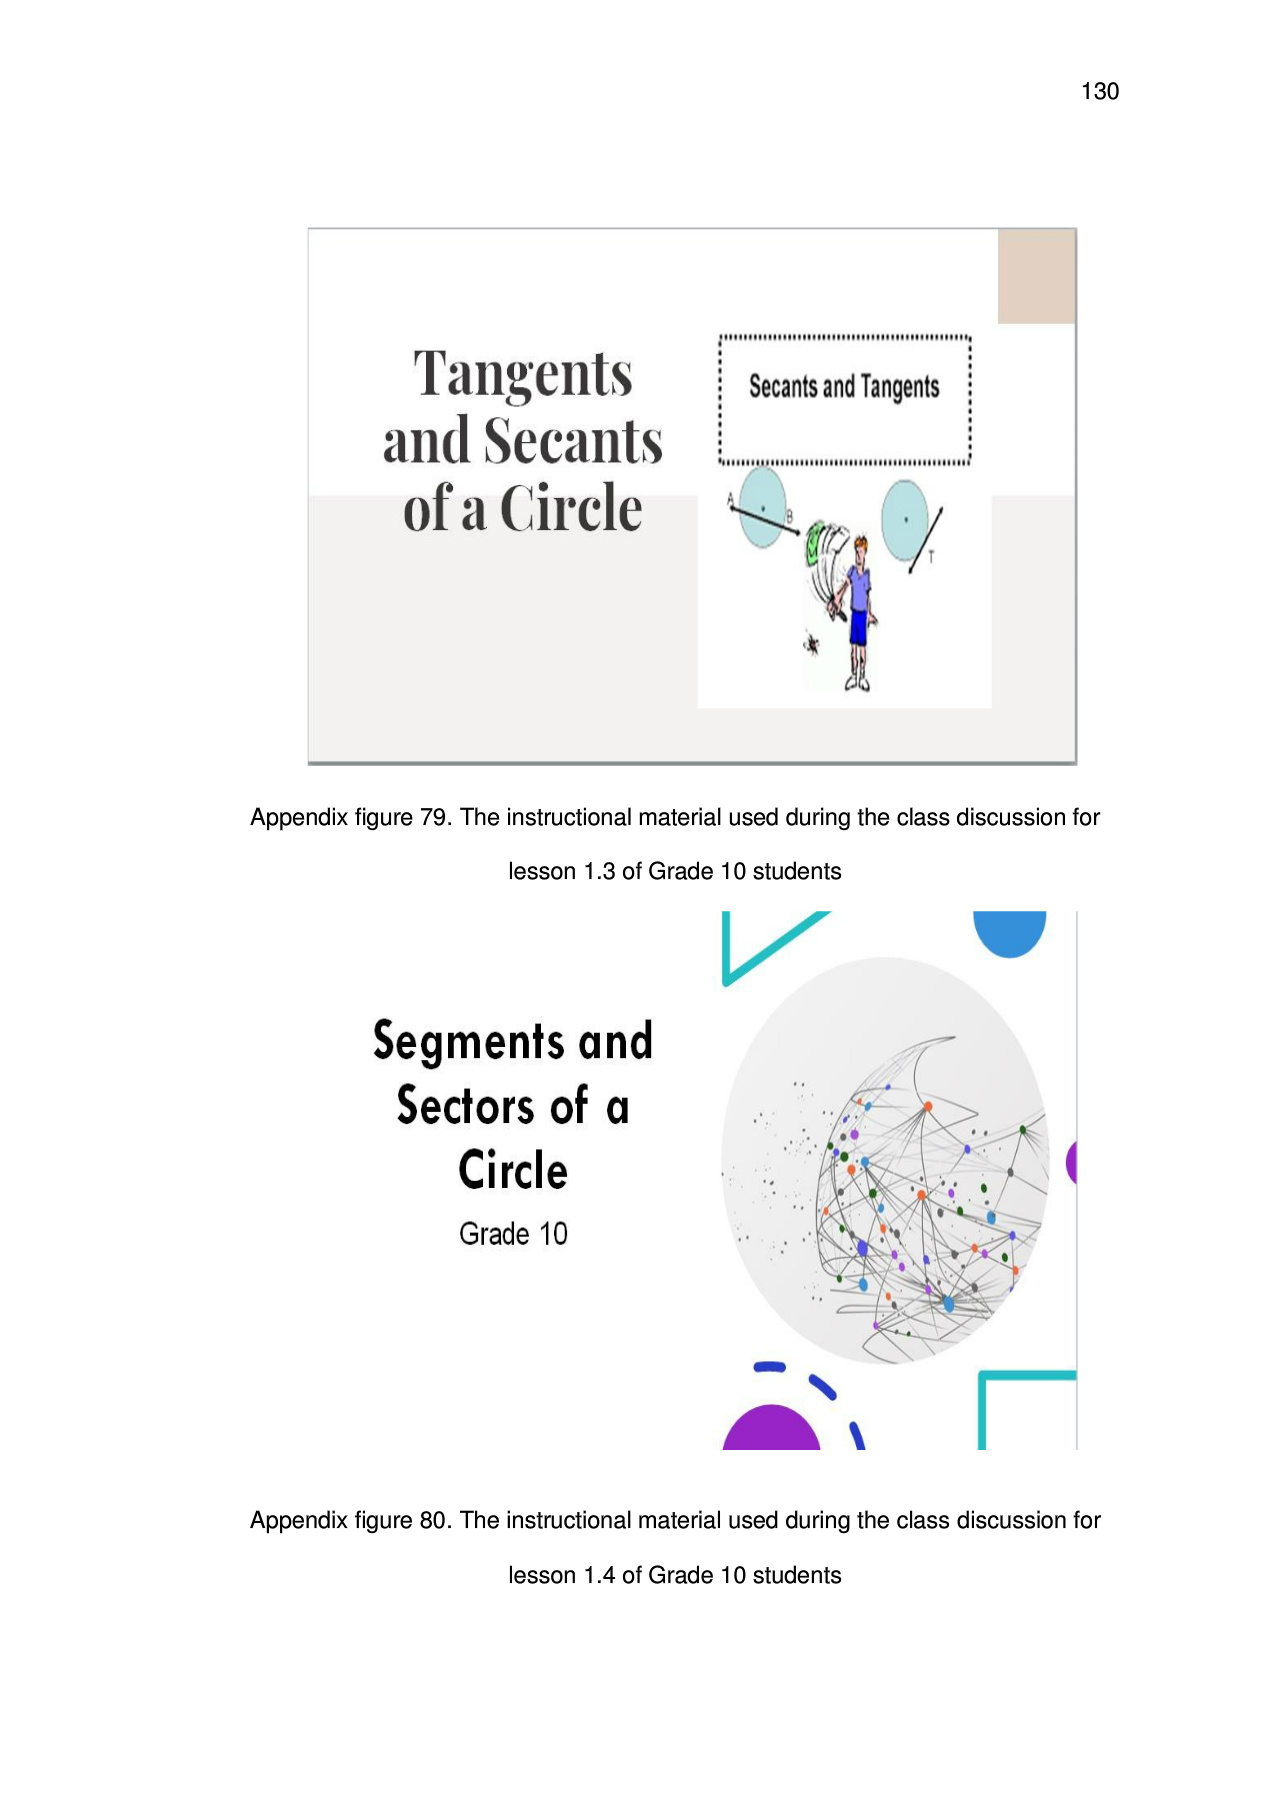 130
Tangents
and Secants
of a Circle
Secants and Tangents
A
B
T
Appendix figure 79. The instructional material used during the class discussion for
lesson 1.3 of Grade 10 students
Segments and
Sectors of a
Circle
Grade 10
Appendix figure 80. The instructional material used during the class discussion for
lesson 1.4 of Grade 10 students